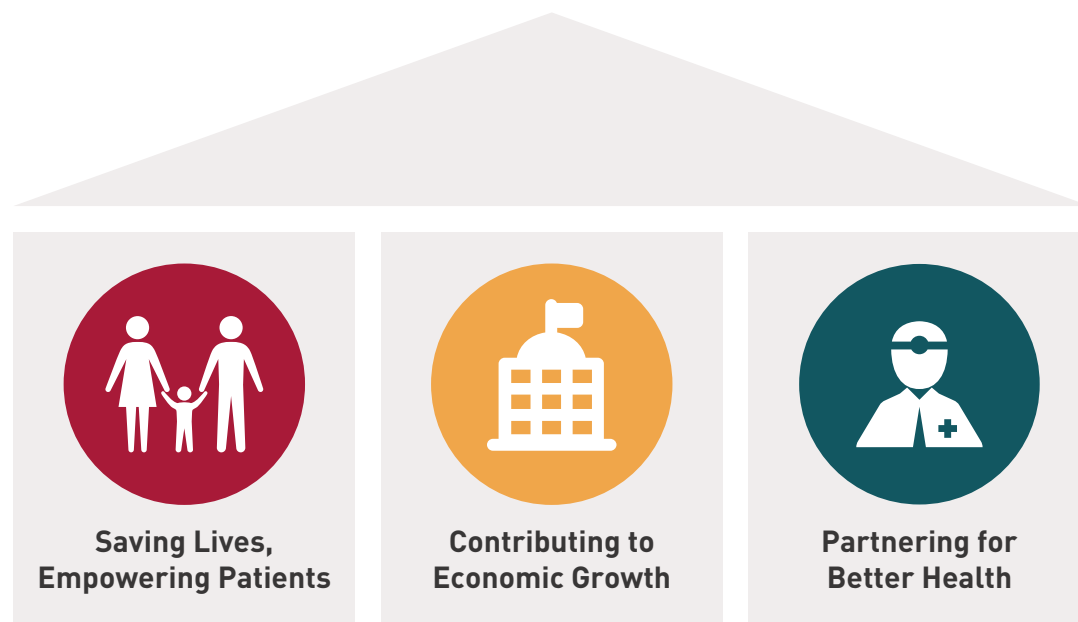 Saving Lives,
Empowering Patients
Contributing to
Economic Growth
Partnering for
Better Health